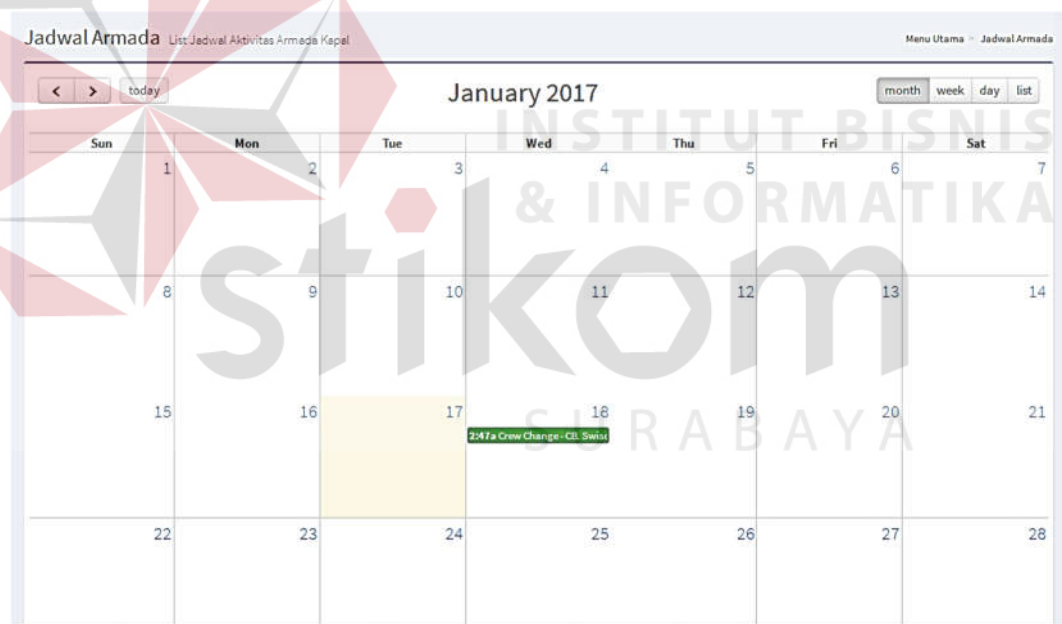 Jadwal Armada List Jadwal Aktivitas Armada Kapal
Menu Utama > Jadwal Armada
< > today
January 2017
month week day list
Sun Mon Tue Wed Thu Fri Sat
1 2 3 4 5 6 7
8 9 10 11 12 13 14
15 16 17 18 19 20 21
2:47a Crew Change - CB.
22 23 24 25 26 27 28
INSTITUT BISNIS
& INFORMATIKA
stikom
SURABAYA